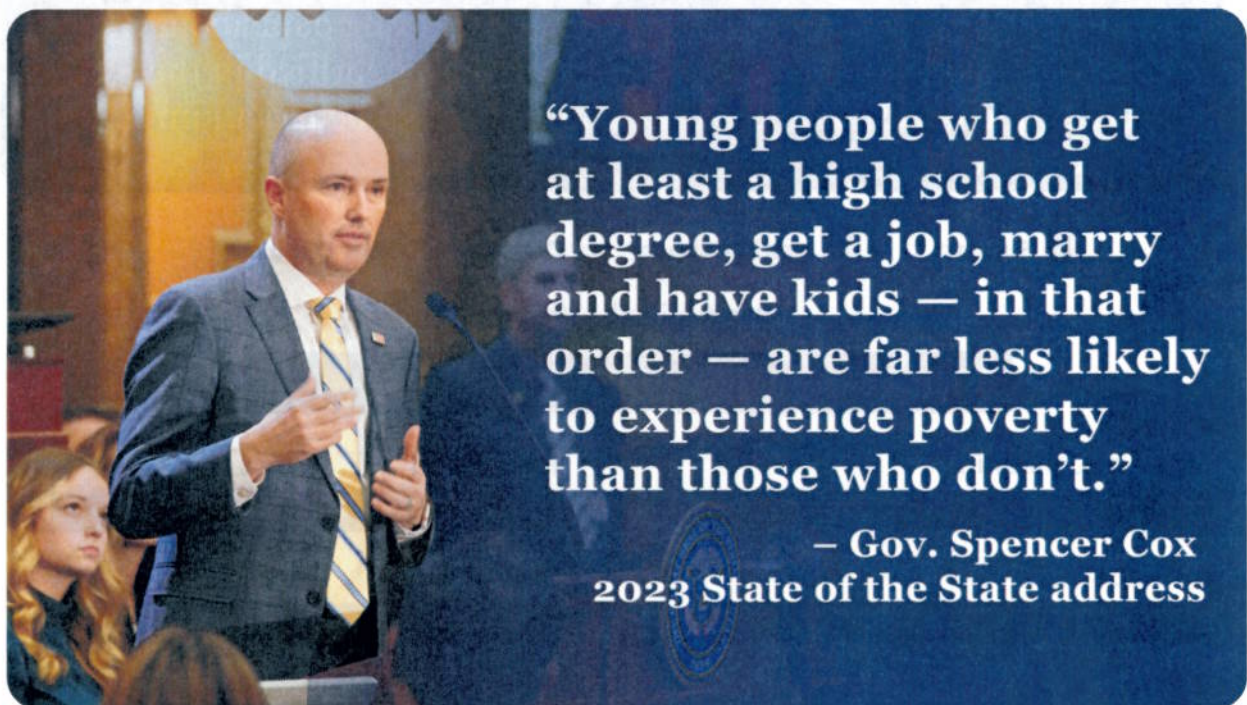 “Young people who get
at least a high school
degree, get a job, marry
and have kids — in that
order — are far less likely
to experience poverty
than those who don’t.”
– Gov. Spencer Cox
2023 State of the State address